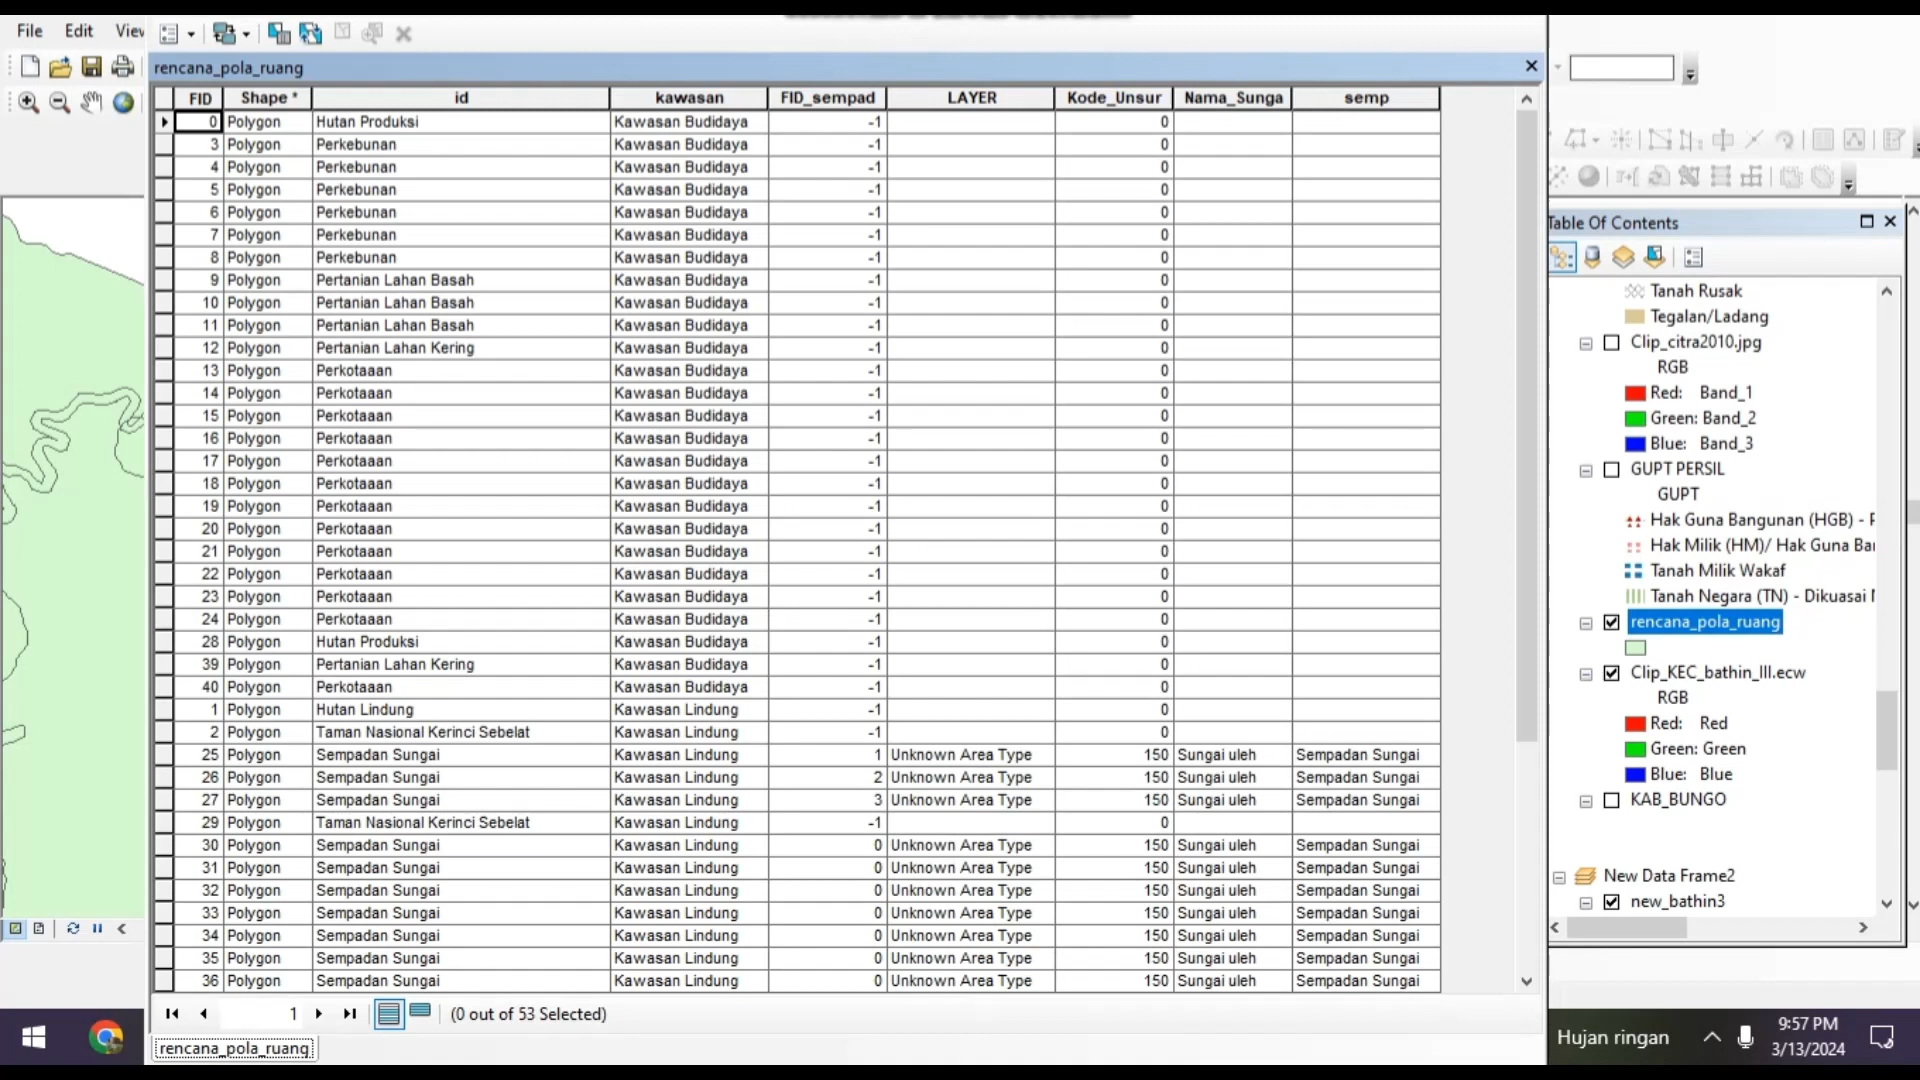 File Edit View
rencana_pola_ruang
FID Shape * id kawasan FID_sempad LAYER Kode_Unsur Nama_Sunga semp
0 Polygon Hutan Produksi Kawasan Budidaya -1 0
3 Polygon Perkebunan Kawasan Budidaya -1 0
4 Polygon Perkebunan Kawasan Budidaya -1 0
5 Polygon Perkebunan Kawasan Budidaya -1 0
6 Polygon Perkebunan Kawasan Budidaya -1 0
7 Polygon Perkebunan Kawasan Budidaya -1 0
8 Polygon Perkebunan Kawasan Budidaya -1 0
9 Polygon Pertanian Lahan Basah Kawasan Budidaya -1 0
10 Polygon Pertanian Lahan Basah Kawasan Budidaya -1 0
11 Polygon Pertanian Lahan Basah Kawasan Budidaya -1 0
12 Polygon Pertanian Lahan Kering Kawasan Budidaya -1 0
13 Polygon Perkotaaan Kawasan Budidaya -1 0
14 Polygon Perkotaaan Kawasan Budidaya -1 0
15 Polygon Perkotaaan Kawasan Budidaya -1 0
16 Polygon Perkotaaan Kawasan Budidaya -1 0
17 Polygon Perkotaaan Kawasan Budidaya -1 0
18 Polygon Perkotaaan Kawasan Budidaya -1 0
19 Polygon Perkotaaan Kawasan Budidaya -1 0
20 Polygon Perkotaaan Kawasan Budidaya -1 0
21 Polygon Perkotaaan Kawasan Budidaya -1 0
22 Polygon Perkotaaan Kawasan Budidaya -1 0
23 Polygon Perkotaaan Kawasan Budidaya -1 0
24 Polygon Perkotaaan Kawasan Budidaya -1 0
28 Polygon Hutan Produksi Kawasan Budidaya -1 0
39 Polygon Pertanian Lahan Kering Kawasan Budidaya -1 0
40 Polygon Perkotaaan Kawasan Budidaya -1 0
1 Polygon Hutan Lindung Kawasan Lindung -1 0
2 Polygon Taman Nasional Kerinci Sebelat Kawasan Lindung -1 0
25 Polygon Sempadan Sungai Kawasan Lindung 1 Unknown Area Type 150 Sungai uleh Sempadan Sungai
26 Polygon Sempadan Sungai Kawasan Lindung 2 Unknown Area Type 150 Sungai uleh Sempadan Sungai
27 Polygon Sempadan Sungai Kawasan Lindung 3 Unknown Area Type 150 Sungai uleh Sempadan Sungai
29 Polygon Taman Nasional Kerinci Sebelat Kawasan Lindung -1 0
30 Polygon Sempadan Sungai Kawasan Lindung 0 Unknown Area Type 150 Sungai uleh Sempadan Sungai
31 Polygon Sempadan Sungai Kawasan Lindung 0 Unknown Area Type 150 Sungai uleh Sempadan Sungai
32 Polygon Sempadan Sungai Kawasan Lindung 0 Unknown Area Type 150 Sungai uleh Sempadan Sungai
33 Polygon Sempadan Sungai Kawasan Lindung 0 Unknown Area Type 150 Sungai uleh Sempadan Sungai
34 Polygon Sempadan Sungai Kawasan Lindung 0 Unknown Area Type 150 Sungai uleh Sempadan Sungai
35 Polygon Sempadan Sungai Kawasan Lindung 0 Unknown Area Type 150 Sungai uleh Sempadan Sungai
36 Polygon Sempadan Sungai Kawasan Lindung 0 Unknown Area Type 150 Sungai uleh Sempadan Sungai
1 (0 out of 53 Selected)
rencana_pola_ruang
Table Of Contents
Tanah Rusak
Tegalan/Ladang
Clip_citra2010.jpg
RGB
Red: Band_1
Green: Band_2
Blue: Band_3
GUPT PERSIL
GUPT
Hak Guna Bangunan (HGB) -
Hak Milik (HM)/ Hak Guna
Tanah Milik Wakaf
Tanah Negara (TN) - Dikuasai
rencana_pola_ruang
Clip_KEC_bathin_III.ecw
RGB
Red: Red
Green: Green
Blue: Blue
KAB_BUNGO
New Data Frame2
new_bathin3
Hujan ringan
9:57 PM
3/13/2024